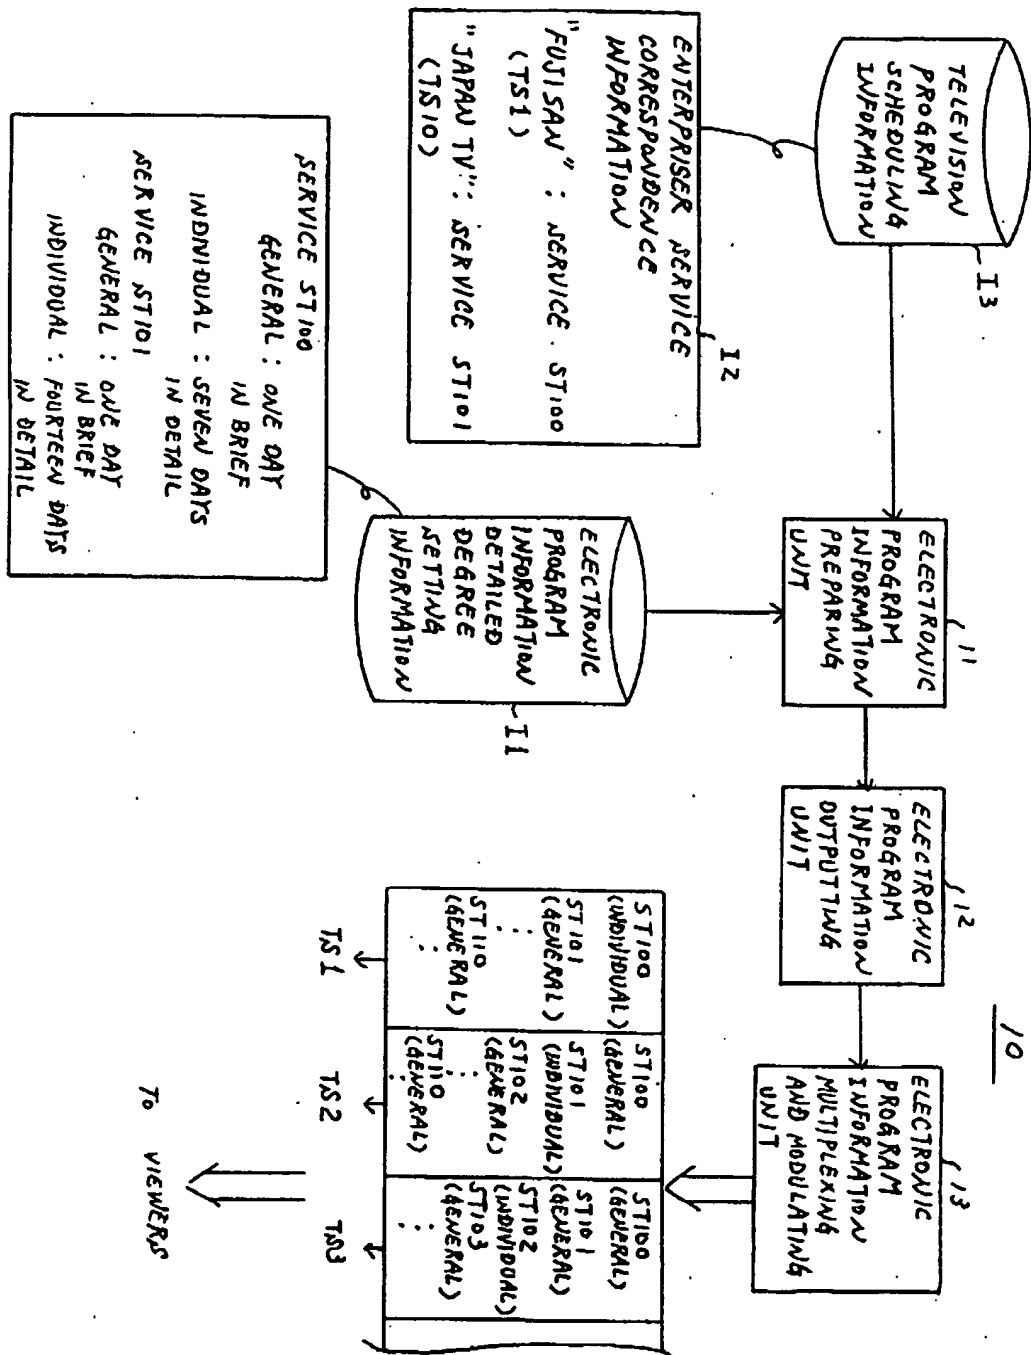 10
TELEVISION
PROGRAM
SCHEDULING
INFORMATION
I3
ELECTRONIC
PROGRAM
INFORMATION
PREPARING
UNIT
11
ELECTRONIC
PROGRAM
INFORMATION
OUTPUTTING
UNIT
12
ELECTRONIC
PROGRAM
INFORMATION
MULTIPLEXING
AND MODULATING
UNIT
13
ENTERPRISER SERVICE
CORRESPONDENCE
INFORMATION
"FUJISAN" : SERVICE. ST100
(TS1)
"JAPAN TV": SERVICE ST101
(TS10)
I2
ELECTRONIC
PROGRAM
INFORMATION
DETAILED
DEGREE
SETTING
INFORMATION
I1
SERVICE ST100
GENERAL : ONE DAY
IN BRIEF
INDIVIDUAL : SEVEN DAYS
IN DETAIL
SERVICE ST101
GENERAL : ONE DAY
IN BRIEF
INDIVIDUAL : FOURTEEN DAYS
IN DETAIL
ST100
(INDIVIDUAL)
ST101
(GENERAL)
:
ST110
(GENERAL)
:
ST100
(GENERAL)
ST101
(INDIVIDUAL)
ST102
(GENERAL)
:
ST110
(GENERAL)
:
ST100
(GENERAL)
ST101
(GENERAL)
ST102
(INDIVIDUAL)
ST103
(GENERAL)
:
TS1
TS2
TS3
TO VIEWERS